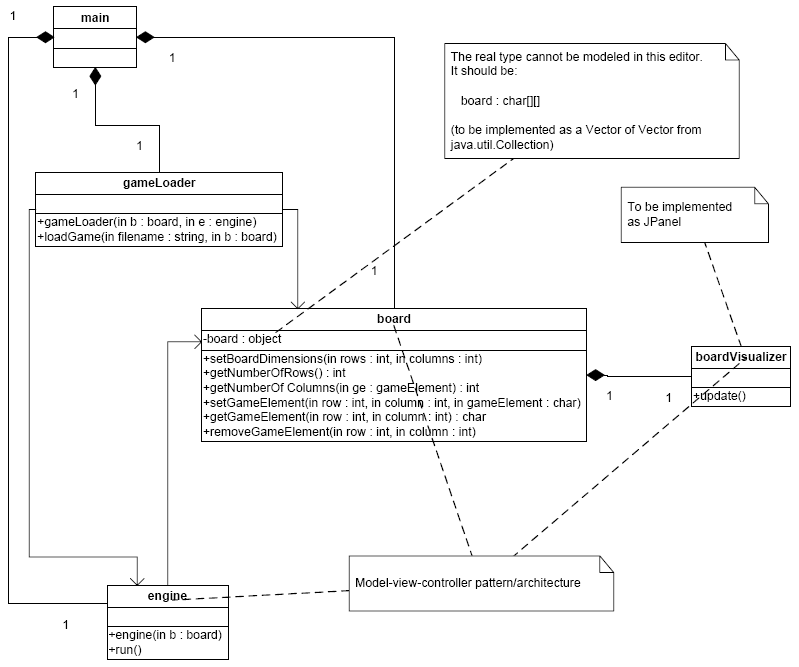 1
main
1
1
The real type cannot be modeled in this editor.
It should be:
board : char[][]
(to be implemented as a Vector of Vector from
java.util.Collection)
1
gameLoader
+gameLoader(in b : board, in e : engine)
+loadGame(in filename : string, in b : board)
To be implemented
as JPanel
1
board
-board : object
+setBoardDimensions(in rows : int, in columns : int)
+getNumberOfRows() : int
+getNumberOf Columns(in ge : gameElement) : int
+setGameElement(in row : int, in column : int, in gameElement : char)
+getGameElement(in row : int, in column : int) : char
+removeGameElement(in row : int, in column : int)
boardVisualizer
+update()
1
1
Model-view-controller pattern/architecture
engine
1
+engine(in b : board)
+run()